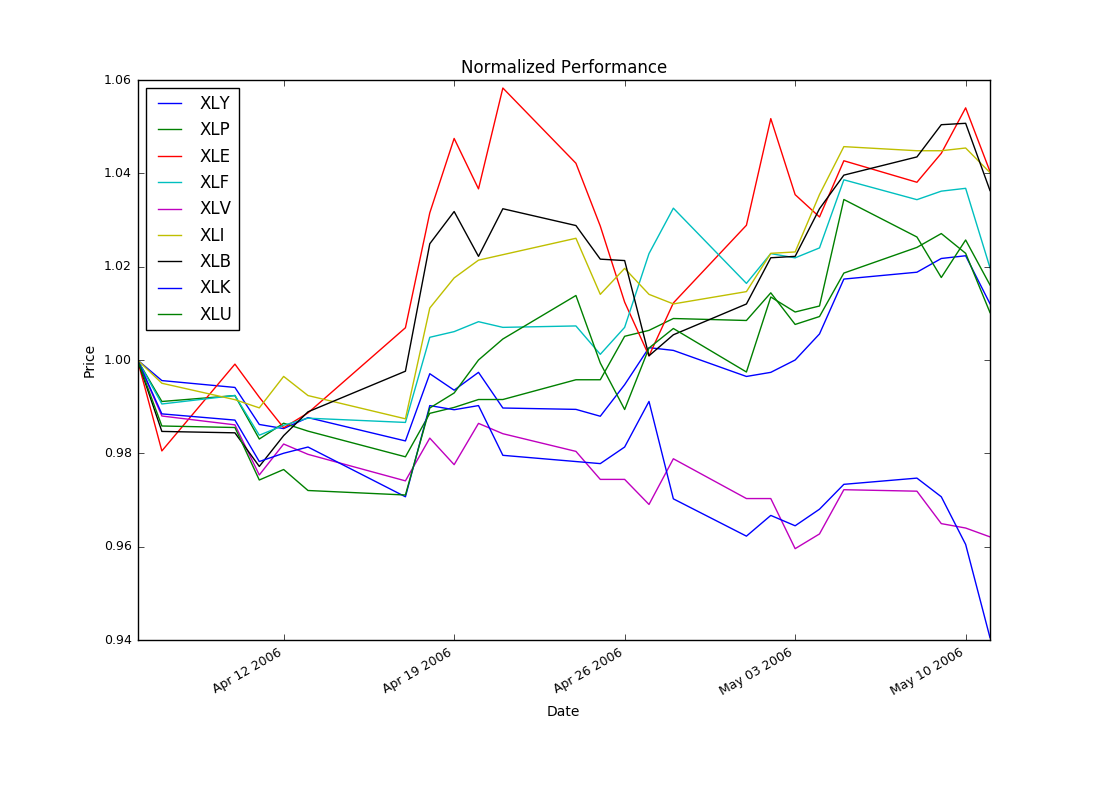 Normalized Performance
1.06
1.04
1.02
1.00
0.98
0.96
0.94
Price
XLY
XLP
XLE
XLF
XLV
XLI
XLB
XLK
XLU
Apr 12 2006
Apr 19 2006
Apr 26 2006
May 03 2006
May 10 2006
Date